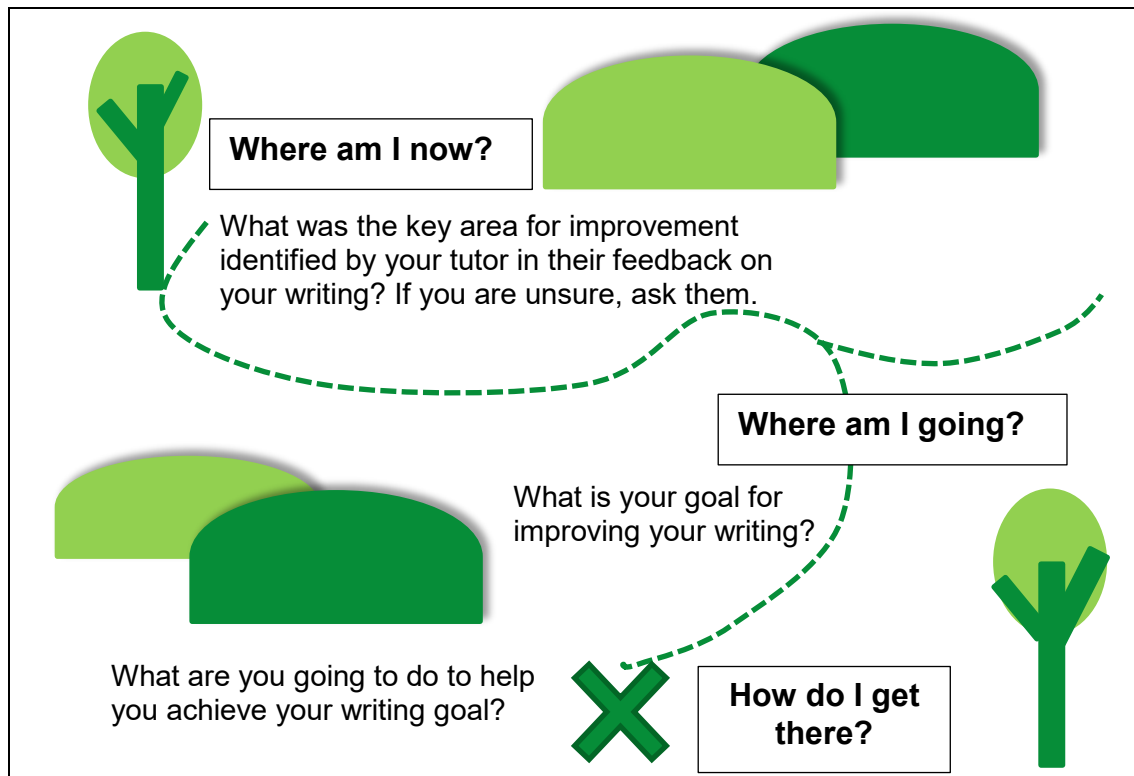 Where am I now?
What was the key area for improvement
identified by your tutor in their feedback on
your writing? If you are unsure, ask them.
Where am I going?
What is your goal for
improving your writing?
What are you going to do to help
you achieve your writing goal?
How do I get
there?